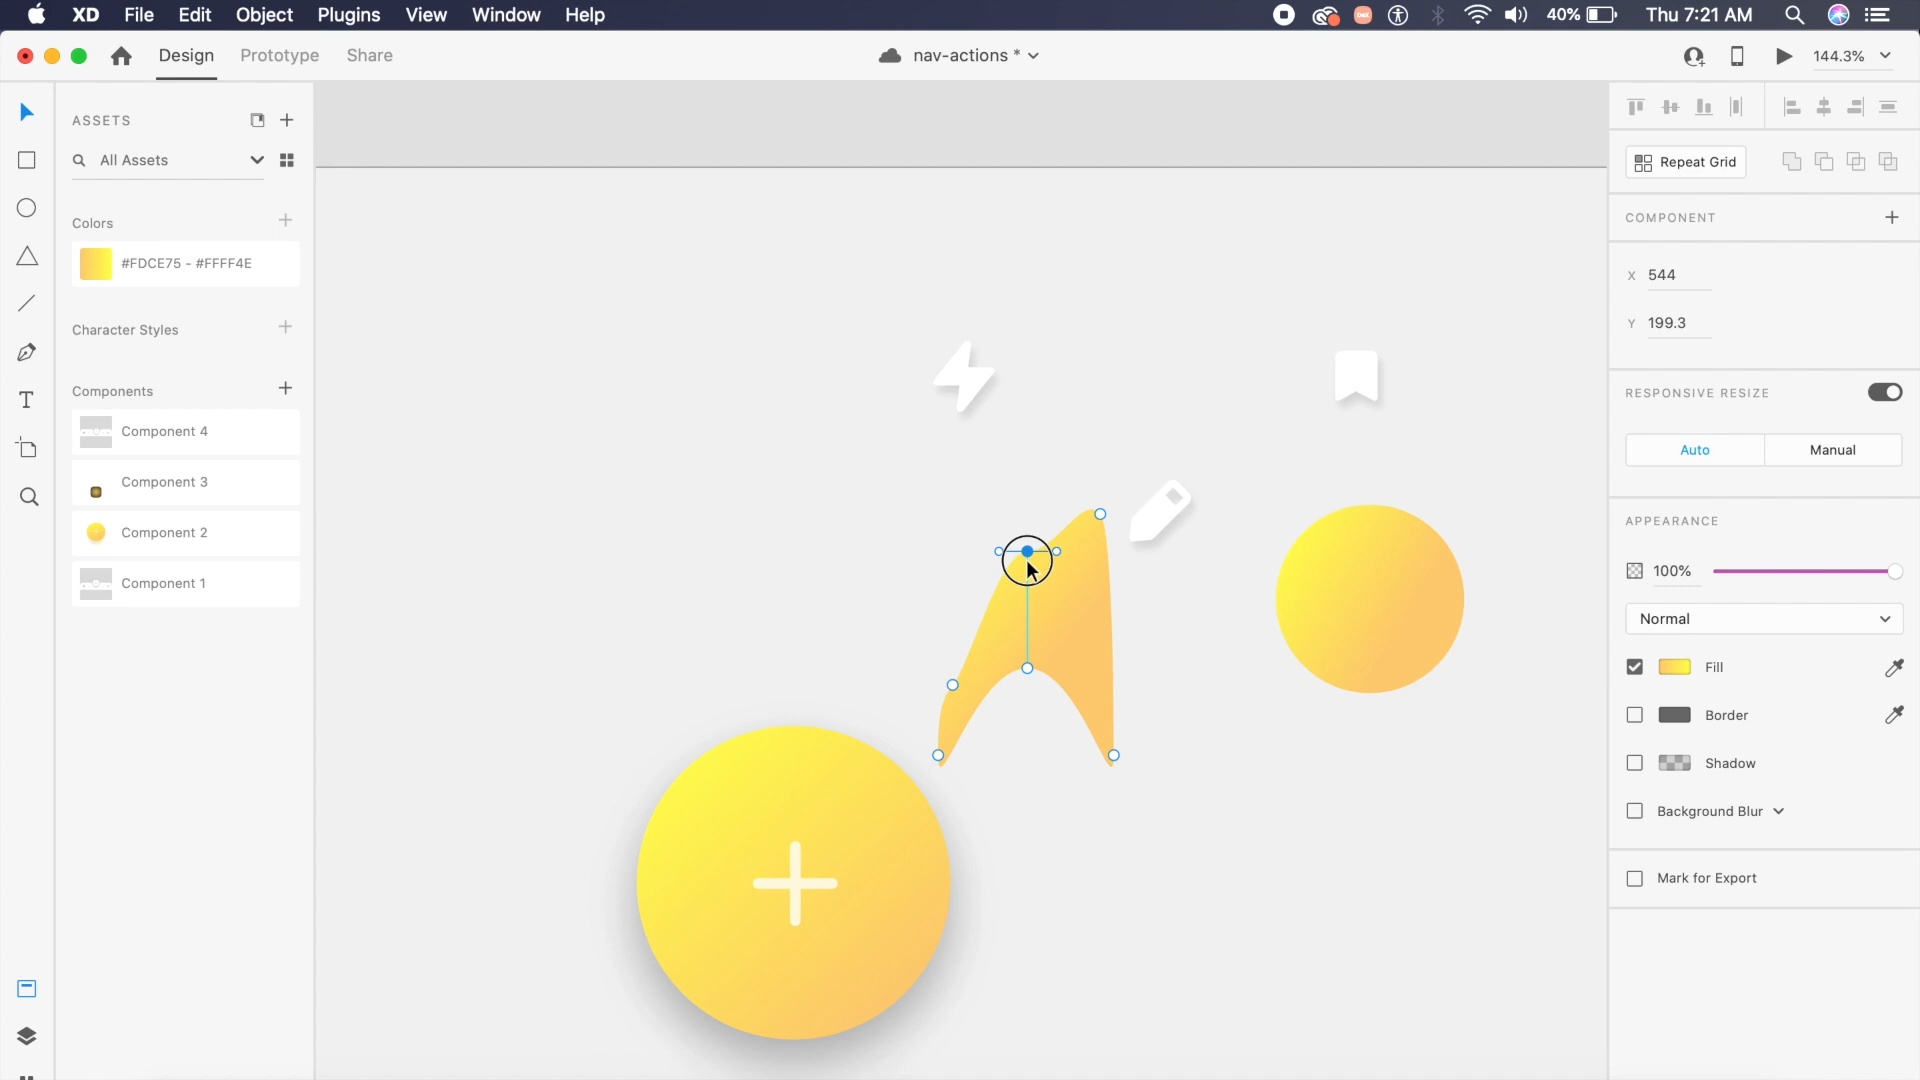 XD File Edit Object Plugins View Window Help 40% Thu 7:21 AM
Design Prototype Share nav-actions * 144.3%
ASSETS
All Assets
Colors
#FDCE75 - #FFFF4E
Character Styles
Components
Component 4
Component 3
Component 2
Component 1
Repeat Grid
COMPONENT
X 544
Y 199.3
RESPONSIVE RESIZE
Auto Manual
APPEARANCE
100%
Normal
Fill
Border
Shadow
Background Blur
Mark for Export